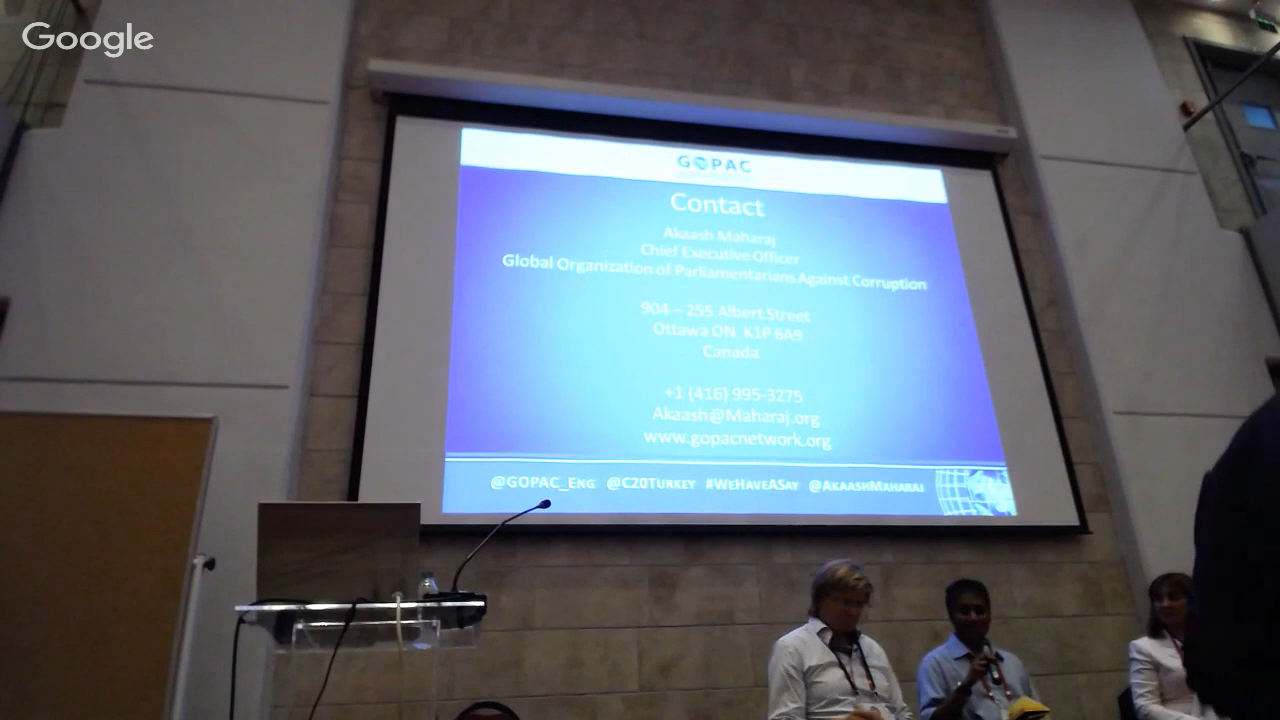 Google
GOPAC
Contact
Akaash Maharaj
Chief Executive Officer
Global Organization of Parliamentarians Against Corruption
904 – 255 Albert Street
Ottawa ON K1P 6A9
Canada
+1 (416) 995-3275
Akaash@Maharaj.org
www.gopacnetwork.org
@GOPAC_Eng @C20Turkey #WeHaveASay @AkaashMaharaj